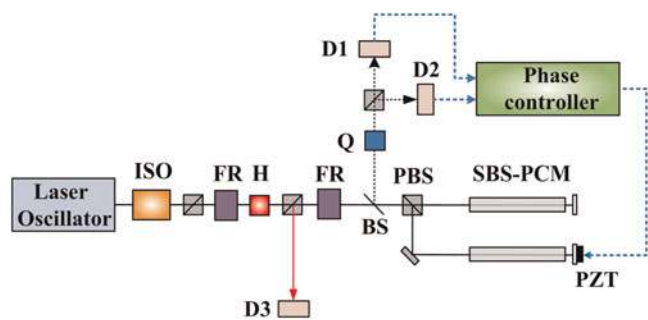 D1
D2
Phase
controller
Q
ISO
FR
H
FR
PBS
SBS-PCM
Laser
Oscillator
BS
PZT
D3